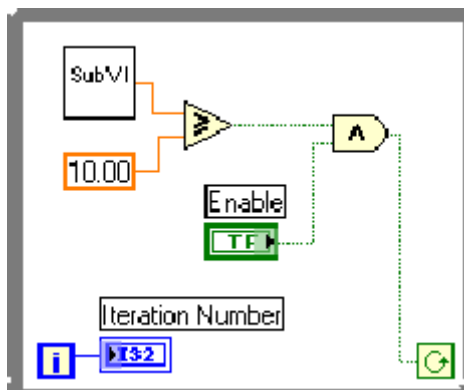 SubVI
≥
∧
10.00
Enable
TF
Iteration Number
i
I32